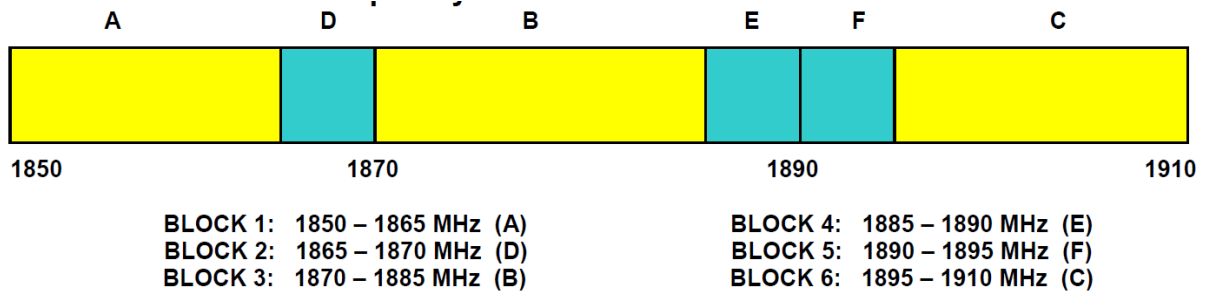 A D B E F C
1850 1870 1890 1910
BLOCK 1: 1850 – 1865 MHz (A)
BLOCK 2: 1865 – 1870 MHz (D)
BLOCK 3: 1870 – 1885 MHz (B)
BLOCK 4: 1885 – 1890 MHz (E)
BLOCK 5: 1890 – 1895 MHz (F)
BLOCK 6: 1895 – 1910 MHz (C)